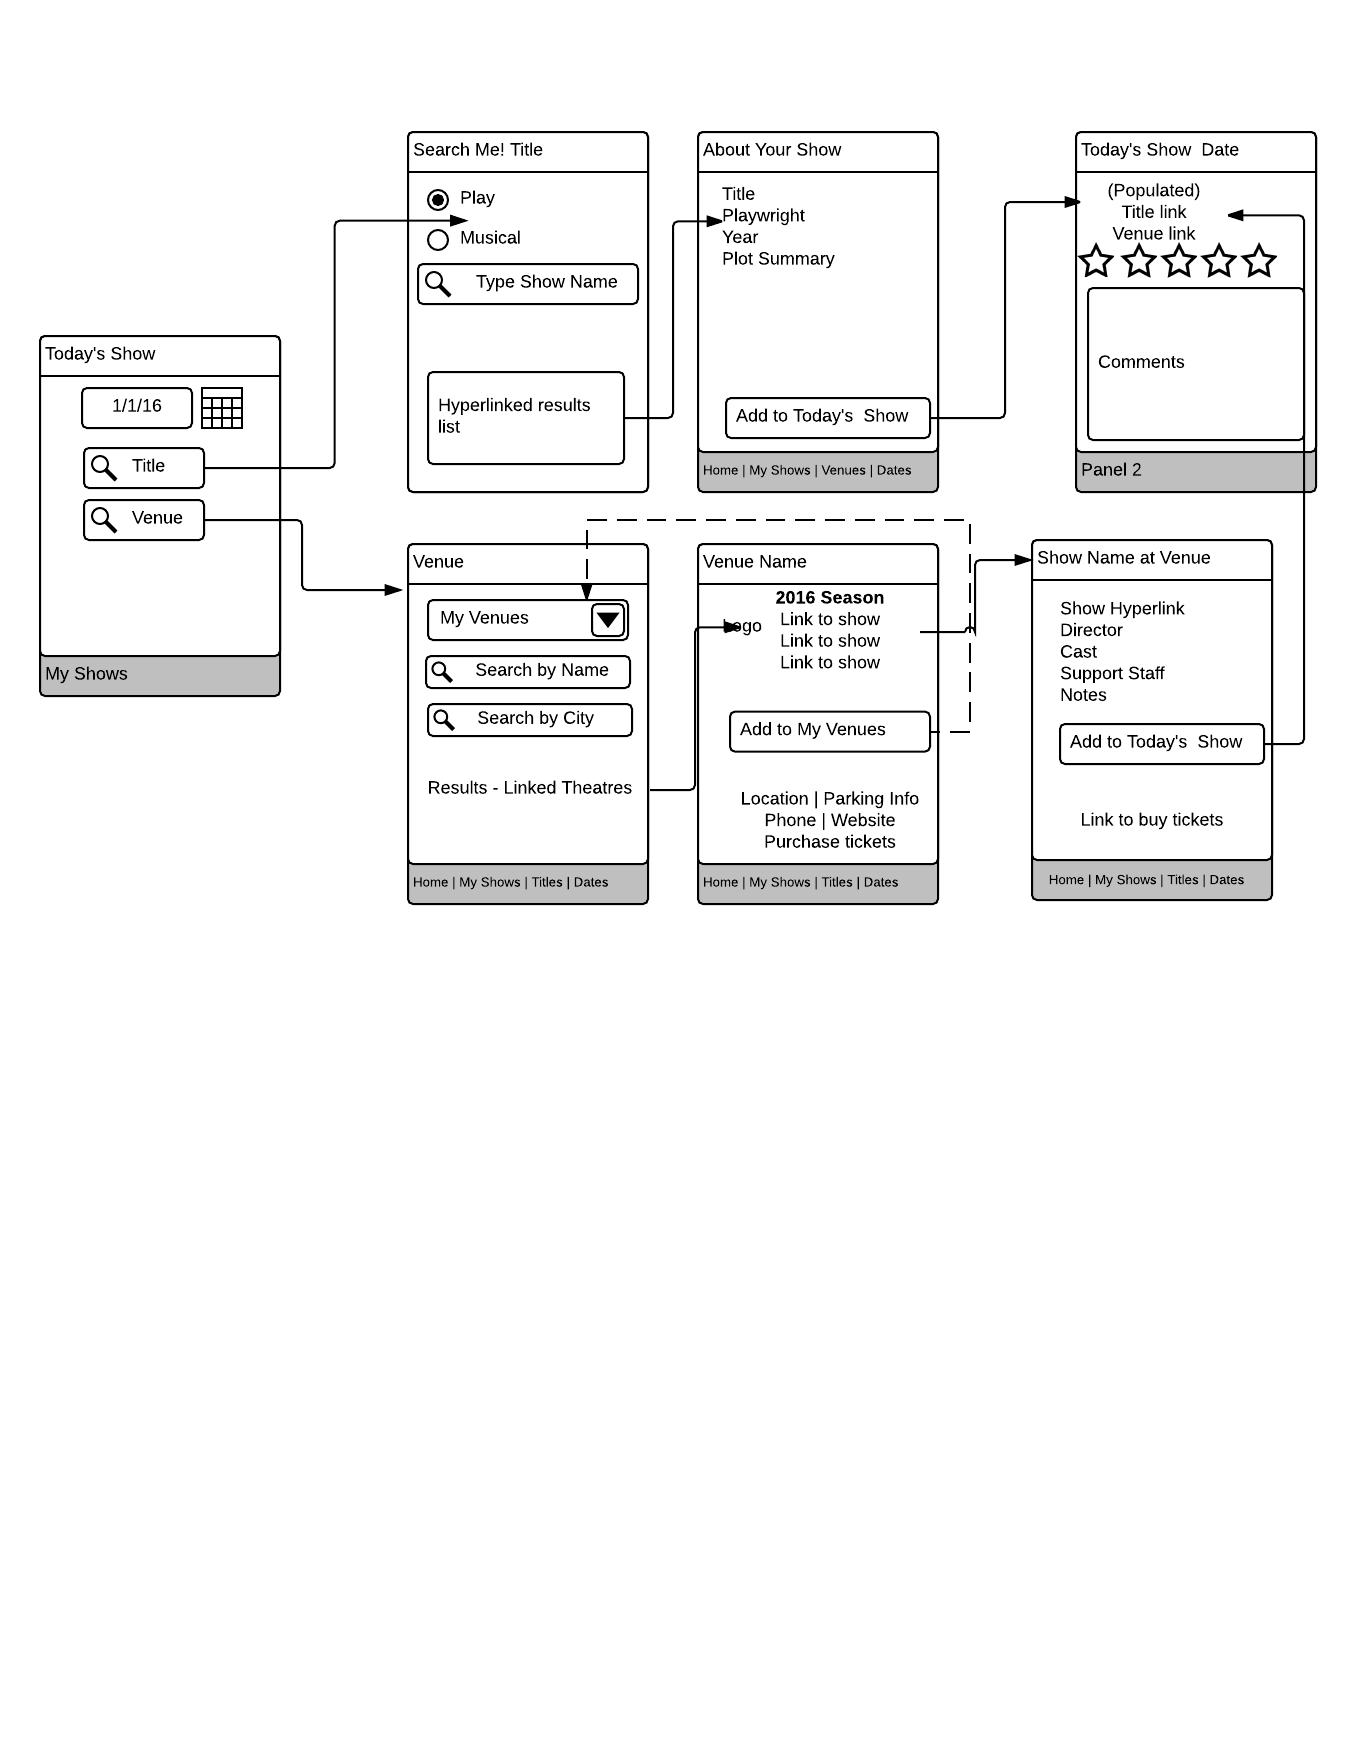 Search Me! Title
Play
Musical
Type Show Name
Hyperlinked results
list
About Your Show
Title
Playwright
Year
Plot Summary
Add to Today's  Show
Home | My Shows | Venues | Dates
Today's Show  Date
(Populated)
Title link
Venue link
Comments
Panel 2
Today's Show
1/1/16
Title
Venue
My Shows
Venue
My Venues
Search by Name
Search by City
Results - Linked Theatres
Home | My Shows | Titles | Dates
Venue Name
2016 Season
Logo
Link to show
Link to show
Link to show
Add to My Venues
Location | Parking Info
Phone | Website
Purchase tickets
Home | My Shows | Titles | Dates
Show Name at Venue
Show Hyperlink
Director
Cast
Support Staff
Notes
Add to Today's  Show
Link to buy tickets
Home | My Shows | Titles | Dates